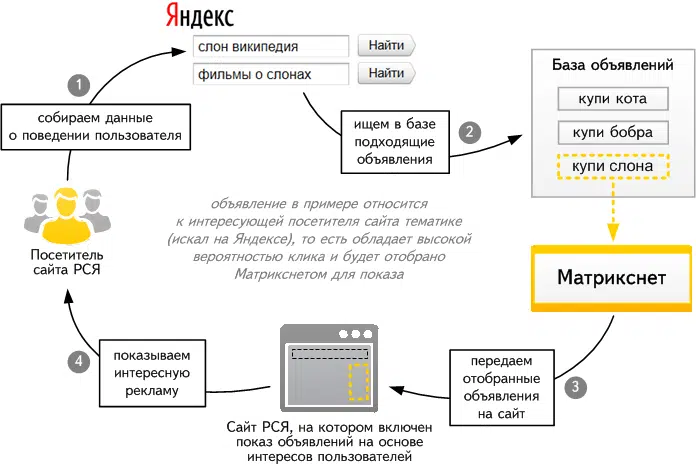 Яндекс
слон википедия
Найти
фильмы о слонах
Найти
1
собираем данные
о поведении пользователя
ищем в базе
подходящие
объявления
2
База объявлений
купи кота
купи бобра
купи слона
Посетитель
сайта РСЯ
объявление в примере относится
к интересующей посетителя сайта тематике
(искал на Яндексе), то есть обладает высокой
вероятностью клика и будет отобрано
Матрикснетом для показа
Матрикснет
4
показываем
интересную
рекламу
передаем
отобранные
объявления
на сайт
3
Сайт РСЯ, на котором включен
показ объявлений на основе
интересов пользователей